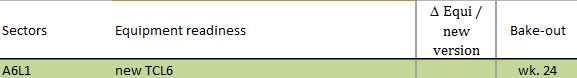 Sectors Equipment readiness Δ Equi / new version Bake-out
A6L1 new TCL6 wk. 24